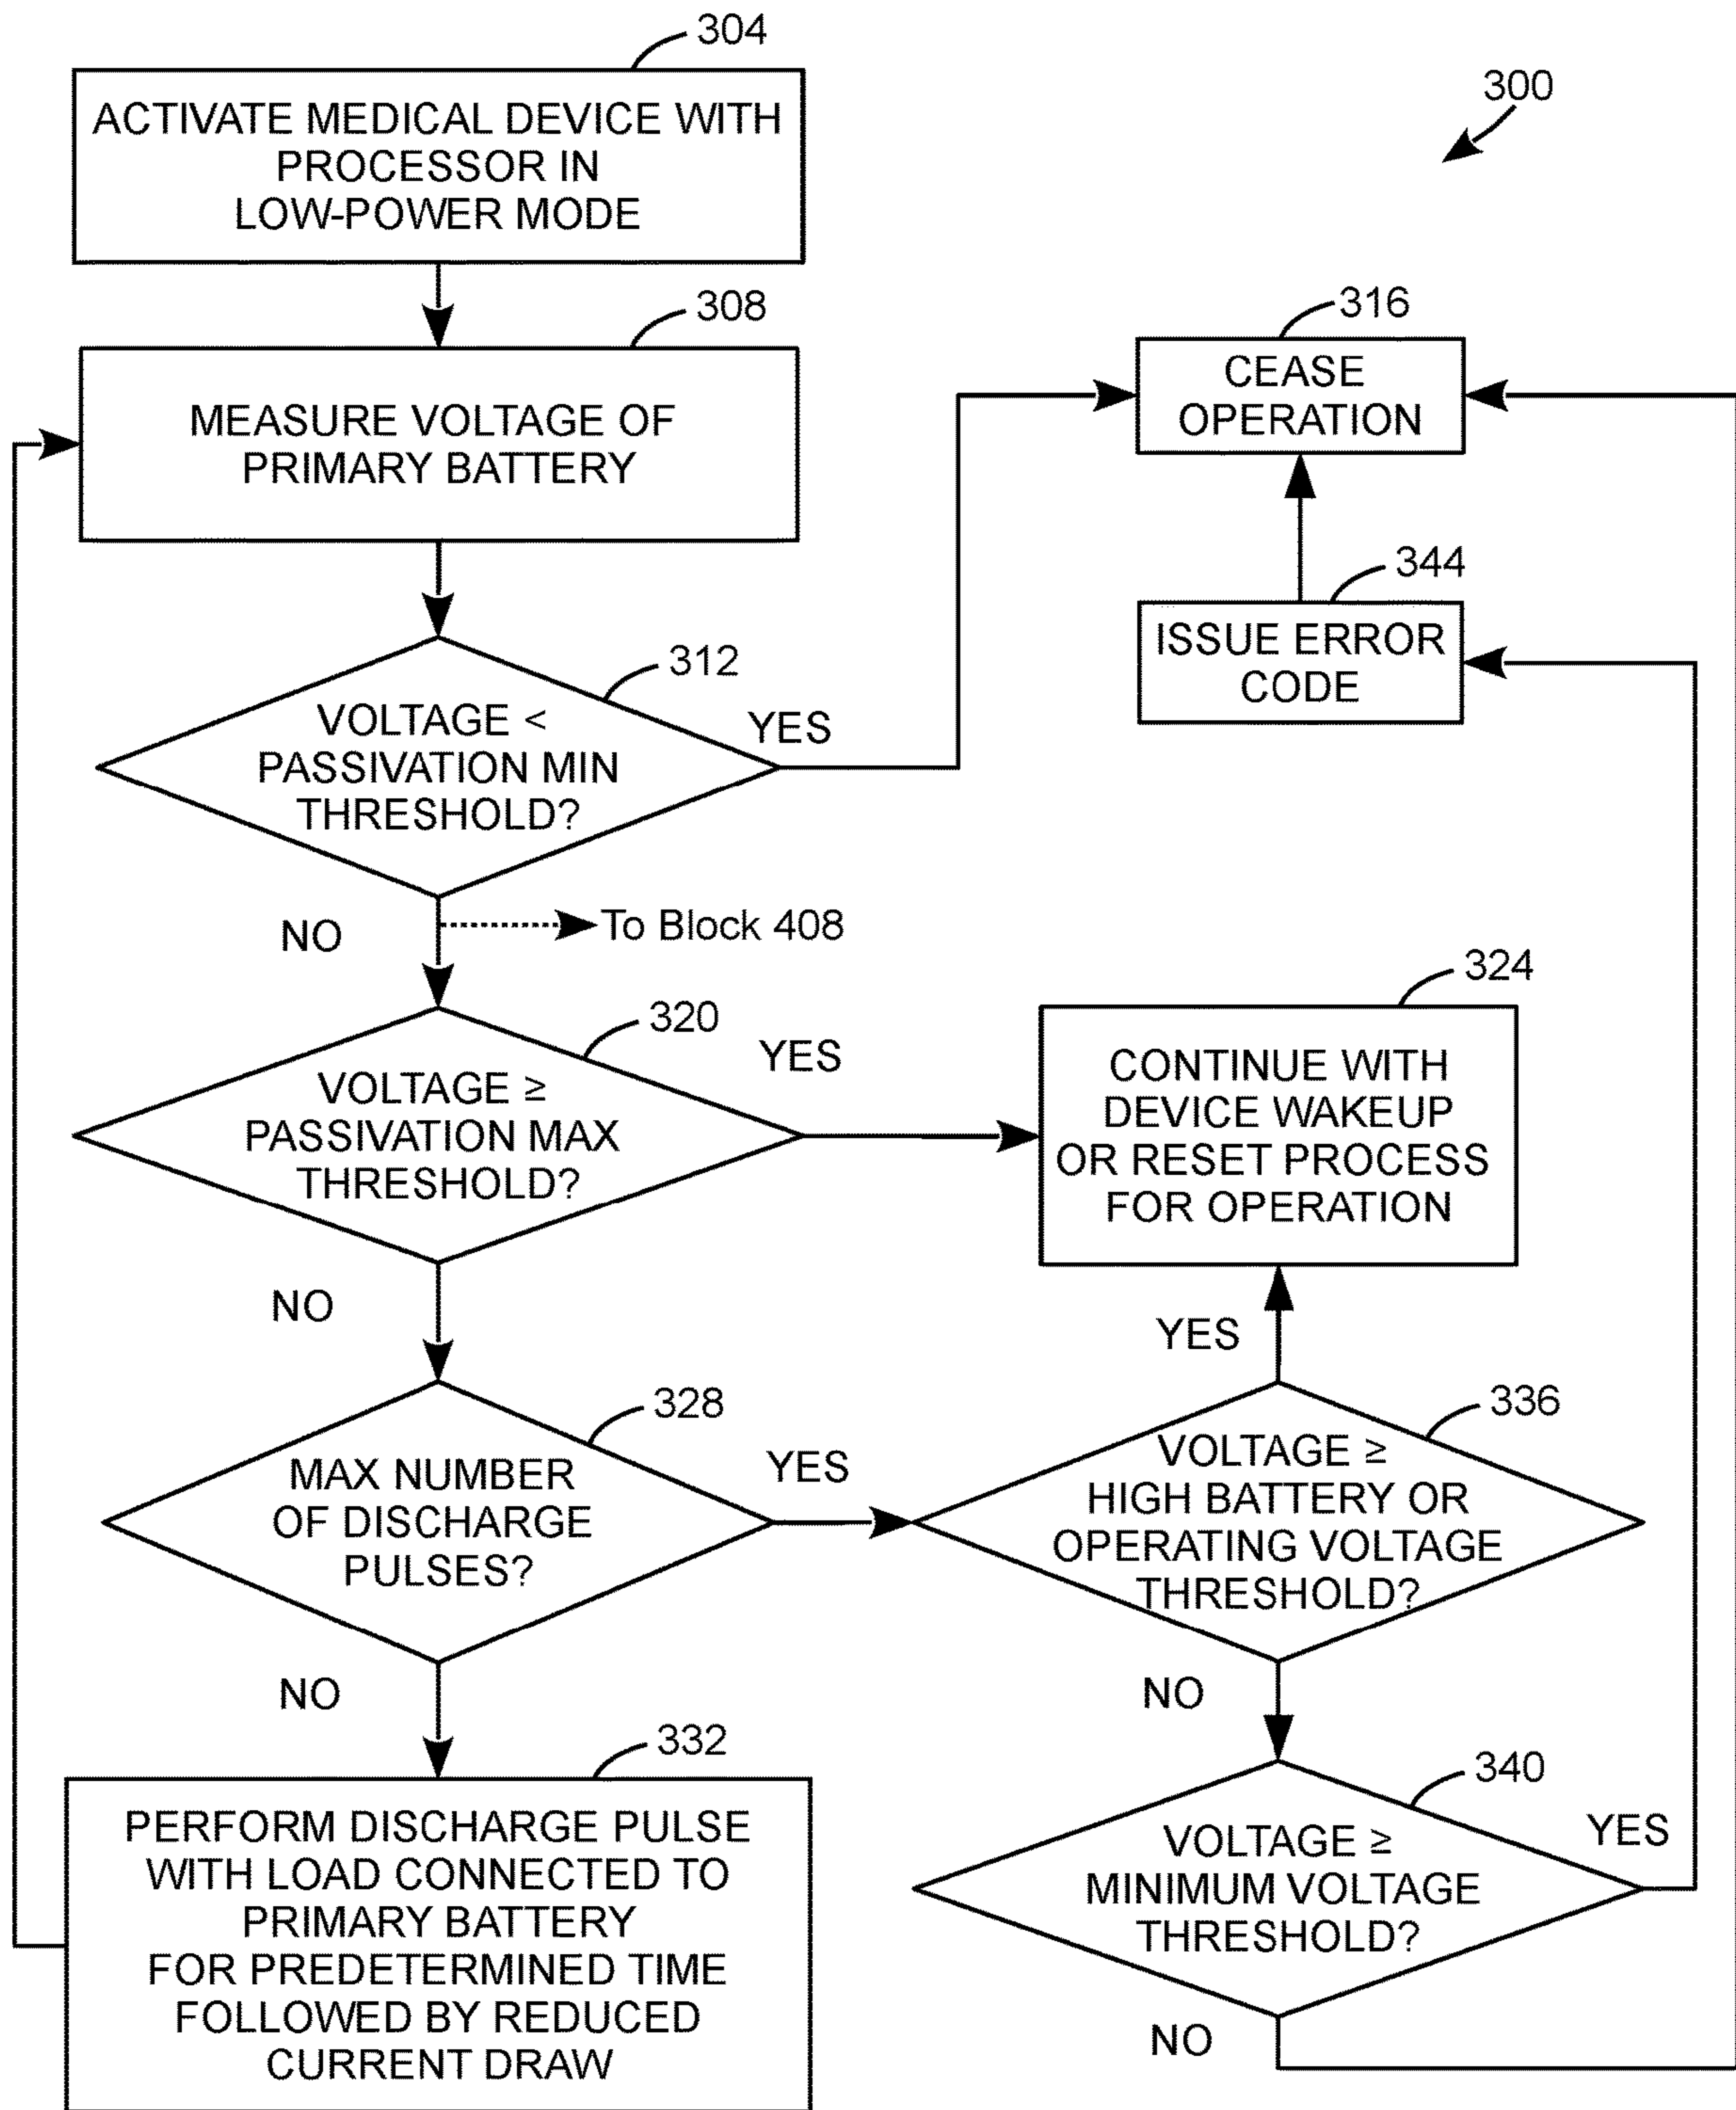 304
300
ACTIVATE MEDICAL DEVICE WITH
PROCESSOR IN
LOW-POWER MODE
308
MEASURE VOLTAGE OF
PRIMARY BATTERY
316
CEASE
OPERATION
344
ISSUE ERROR
CODE
312
VOLTAGE <
PASSIVATION MIN
THRESHOLD?
YES
NO
To Block 408
320
VOLTAGE ≥
PASSIVATION MAX
THRESHOLD?
YES
NO
324
CONTINUE WITH
DEVICE WAKEUP
OR RESET PROCESS
FOR OPERATION
328
MAX NUMBER
OF DISCHARGE
PULSES?
YES
NO
336
YES
VOLTAGE ≥
HIGH BATTERY OR
OPERATING VOLTAGE
THRESHOLD?
NO
332
PERFORM DISCHARGE PULSE
WITH LOAD CONNECTED TO
PRIMARY BATTERY
FOR PREDETERMINED TIME
FOLLOWED BY REDUCED
CURRENT DRAW
340
VOLTAGE ≥
MINIMUM VOLTAGE
THRESHOLD?
YES
NO